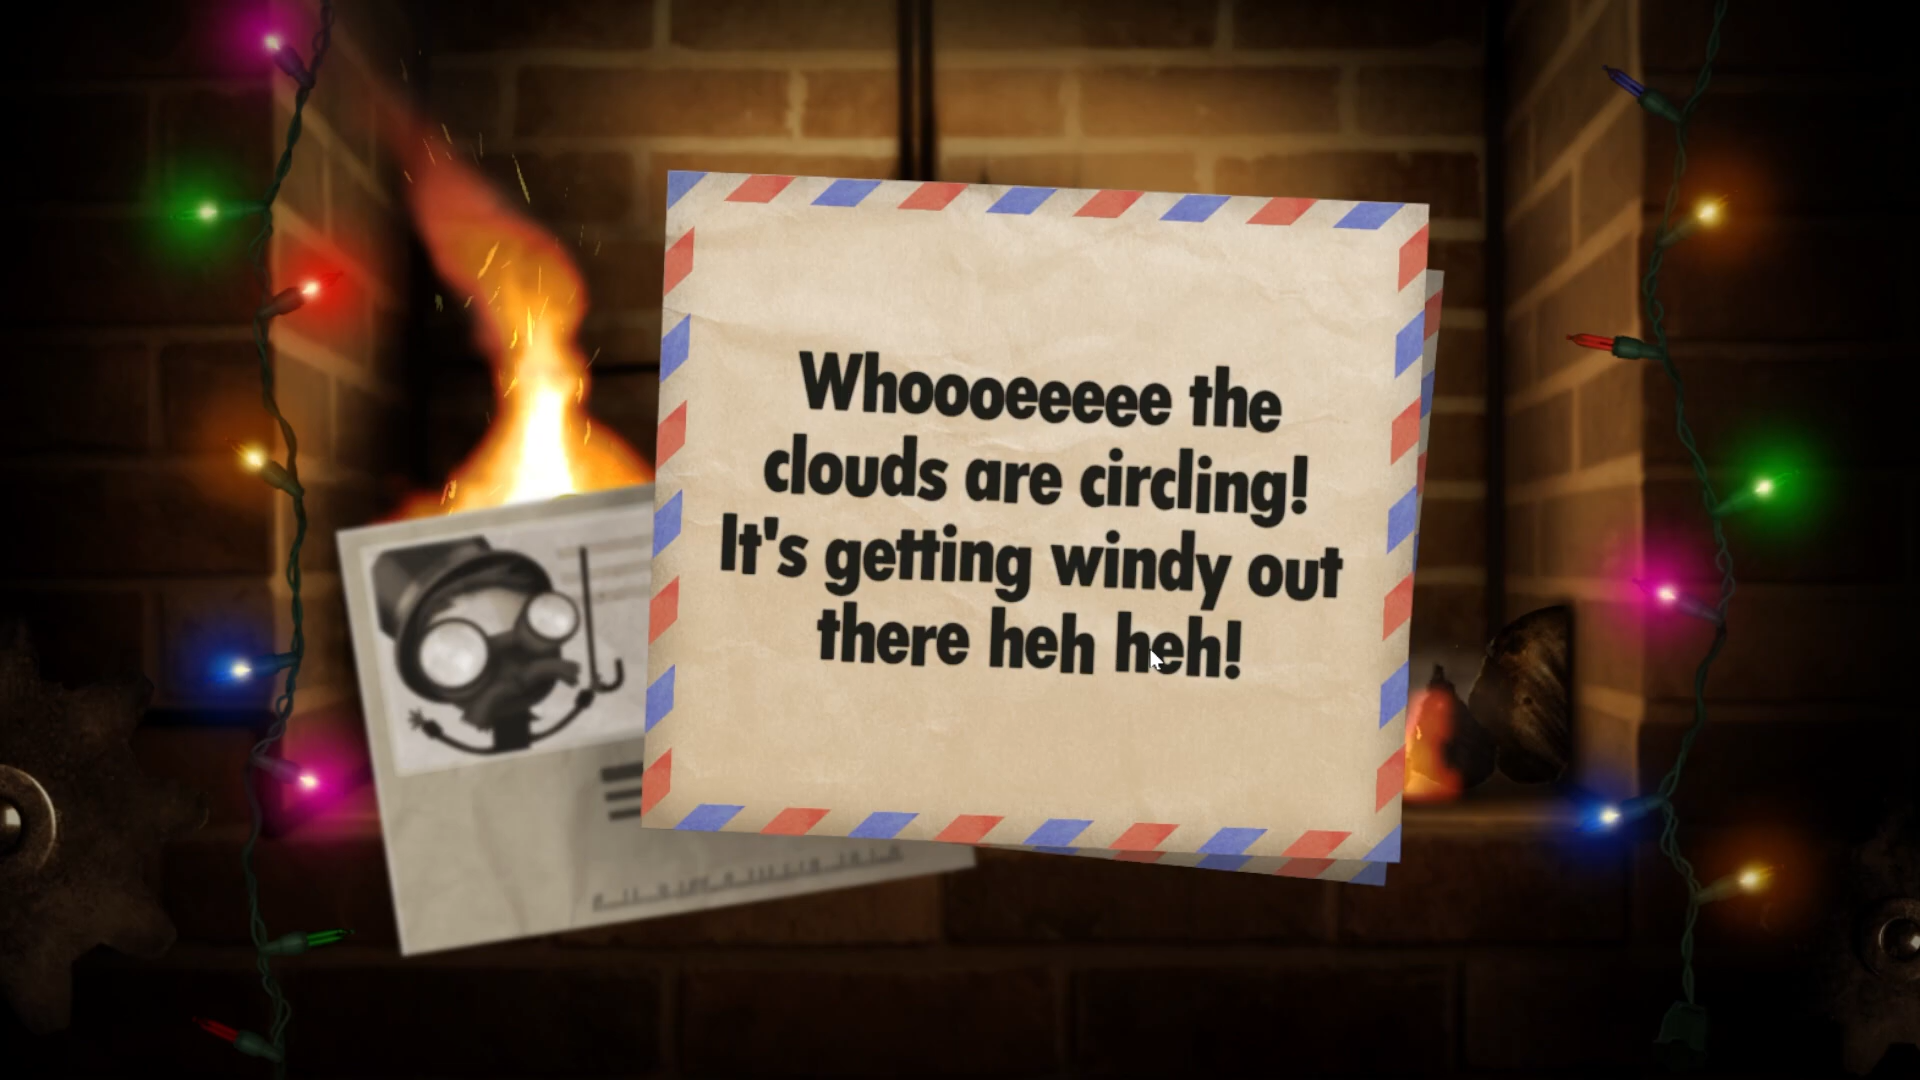 Whoooeeeee the
clouds are circling!
It's getting windy out
there heh heh!